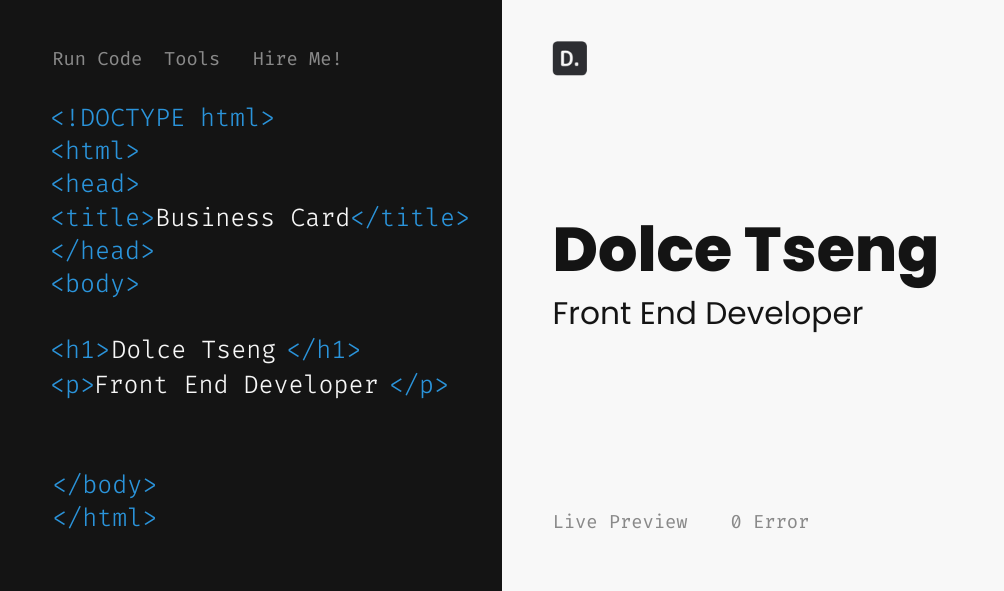 Run Code Tools Hire Me!
<!DOCTYPE html>
<html>
<head>
<title>Business Card</title>
</head>
<body>
<h1>Dolce Tseng </h1>
<p>Front End Developer </p>
</body>
</html>
D.
Dolce Tseng
Front End Developer
Live Preview 0 Error